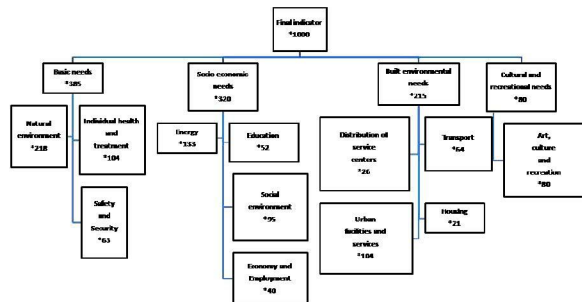 Final indicator
*1000
Basic needs
*385
Socio economic
needs
*320
Built environmental
needs
*215
Cultural and
recreational needs
*80
Natural
environment
*218
Individual health
and
treatment
*104
Safety
and
Security
*63
Energy
*133
Education
*52
Social
environment
*95
Economy and
Employment
*40
Distribution of
service
centers
*26
Transport
*64
Urban
facilities and
services
*104
Housing
*21
Art,
culture
and
recreation
*80